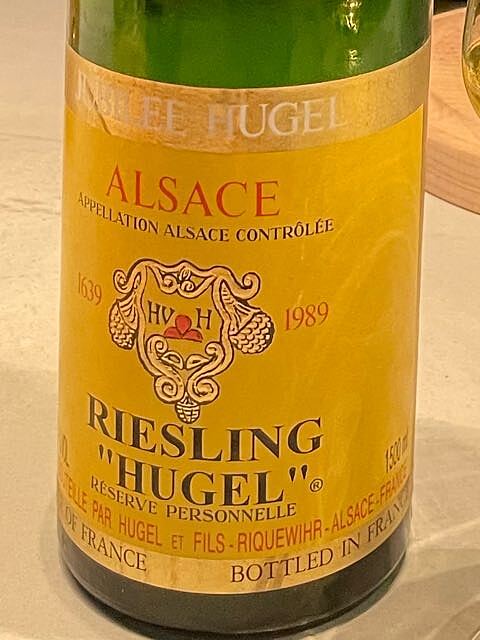 JUBILEE HUGEL
ALSACE
APPELLATION ALSACE CONTRÔLÉE
1639
HV H
1989
RIESLING
"HUGEL"®
RÉSERVE PERSONNELLE
1500 ml
PAR HUGEL ET FILS-RIQUEWIHR-ALSACE-FRANCE
OF FRANCE
BOTTLED IN FRANCE